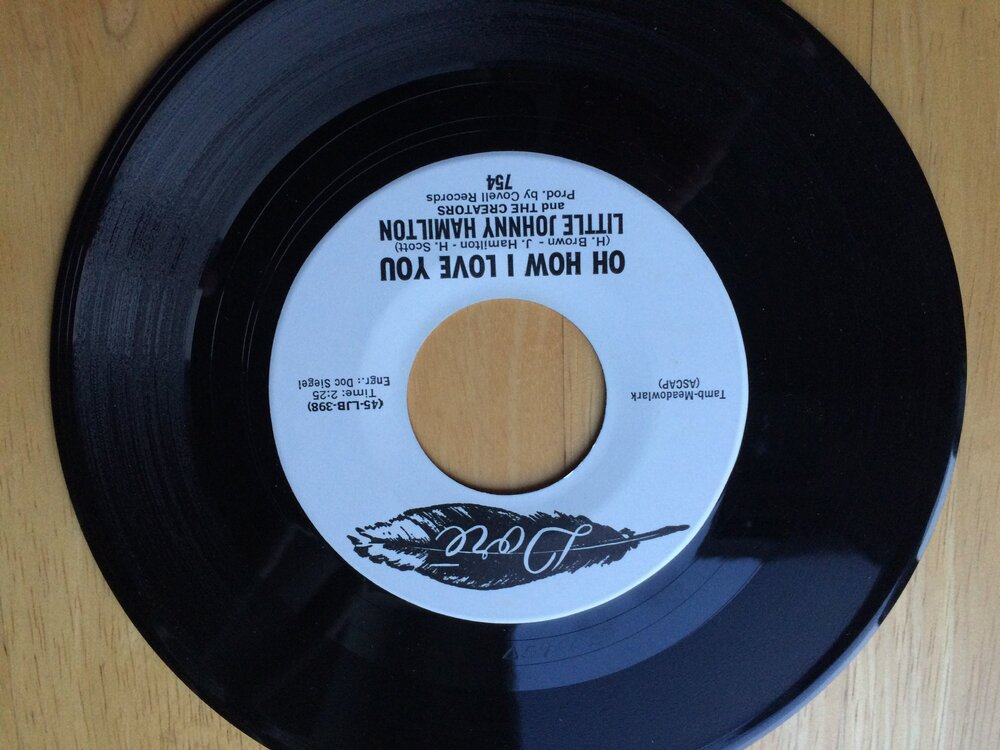 Dore
Tamb-Meadowlark
(ASCAP)
(45-LJB-398)
Time: 2:25
Engr.: Doc Siegel
OH HOW I LOVE YOU
(H. Brown - J. Hamilton - H. Scott)
LITTLE JOHNNY HAMILTON
and THE CREATORS
Prod. by Covell Records
754